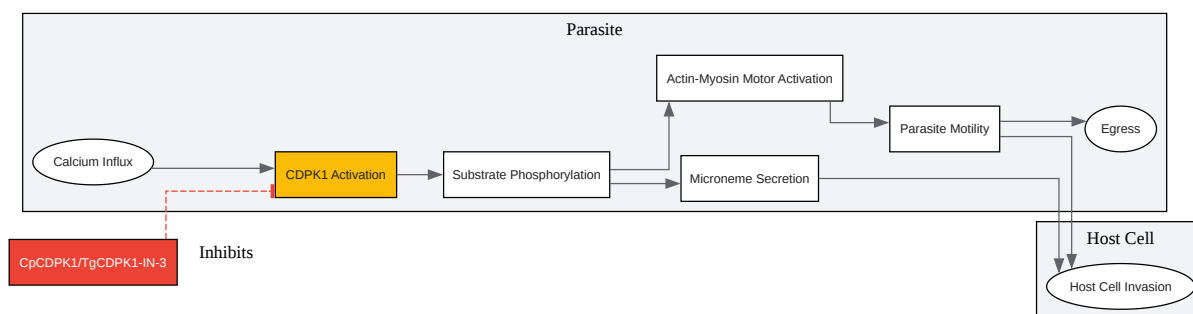 Parasite
Actin-Myosin Motor Activation
Parasite Motility
Egress
Calcium Influx
CDPK1 Activation
Substrate Phosphorylation
Microneme Secretion
Host Cell
Inhibits
CpCDPK1/TgCDPK1-IN-3
Host Cell Invasion